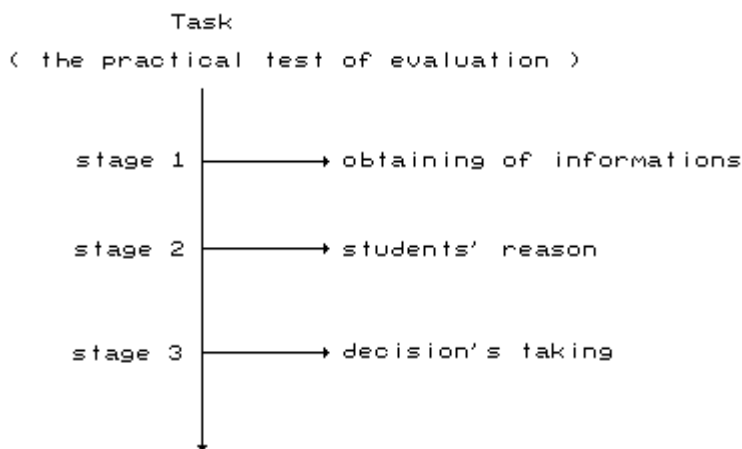 Task
( the practical test of evaluation )
stage 1 obtaining of informations
stage 2 students' reason
stage 3 decision's taking